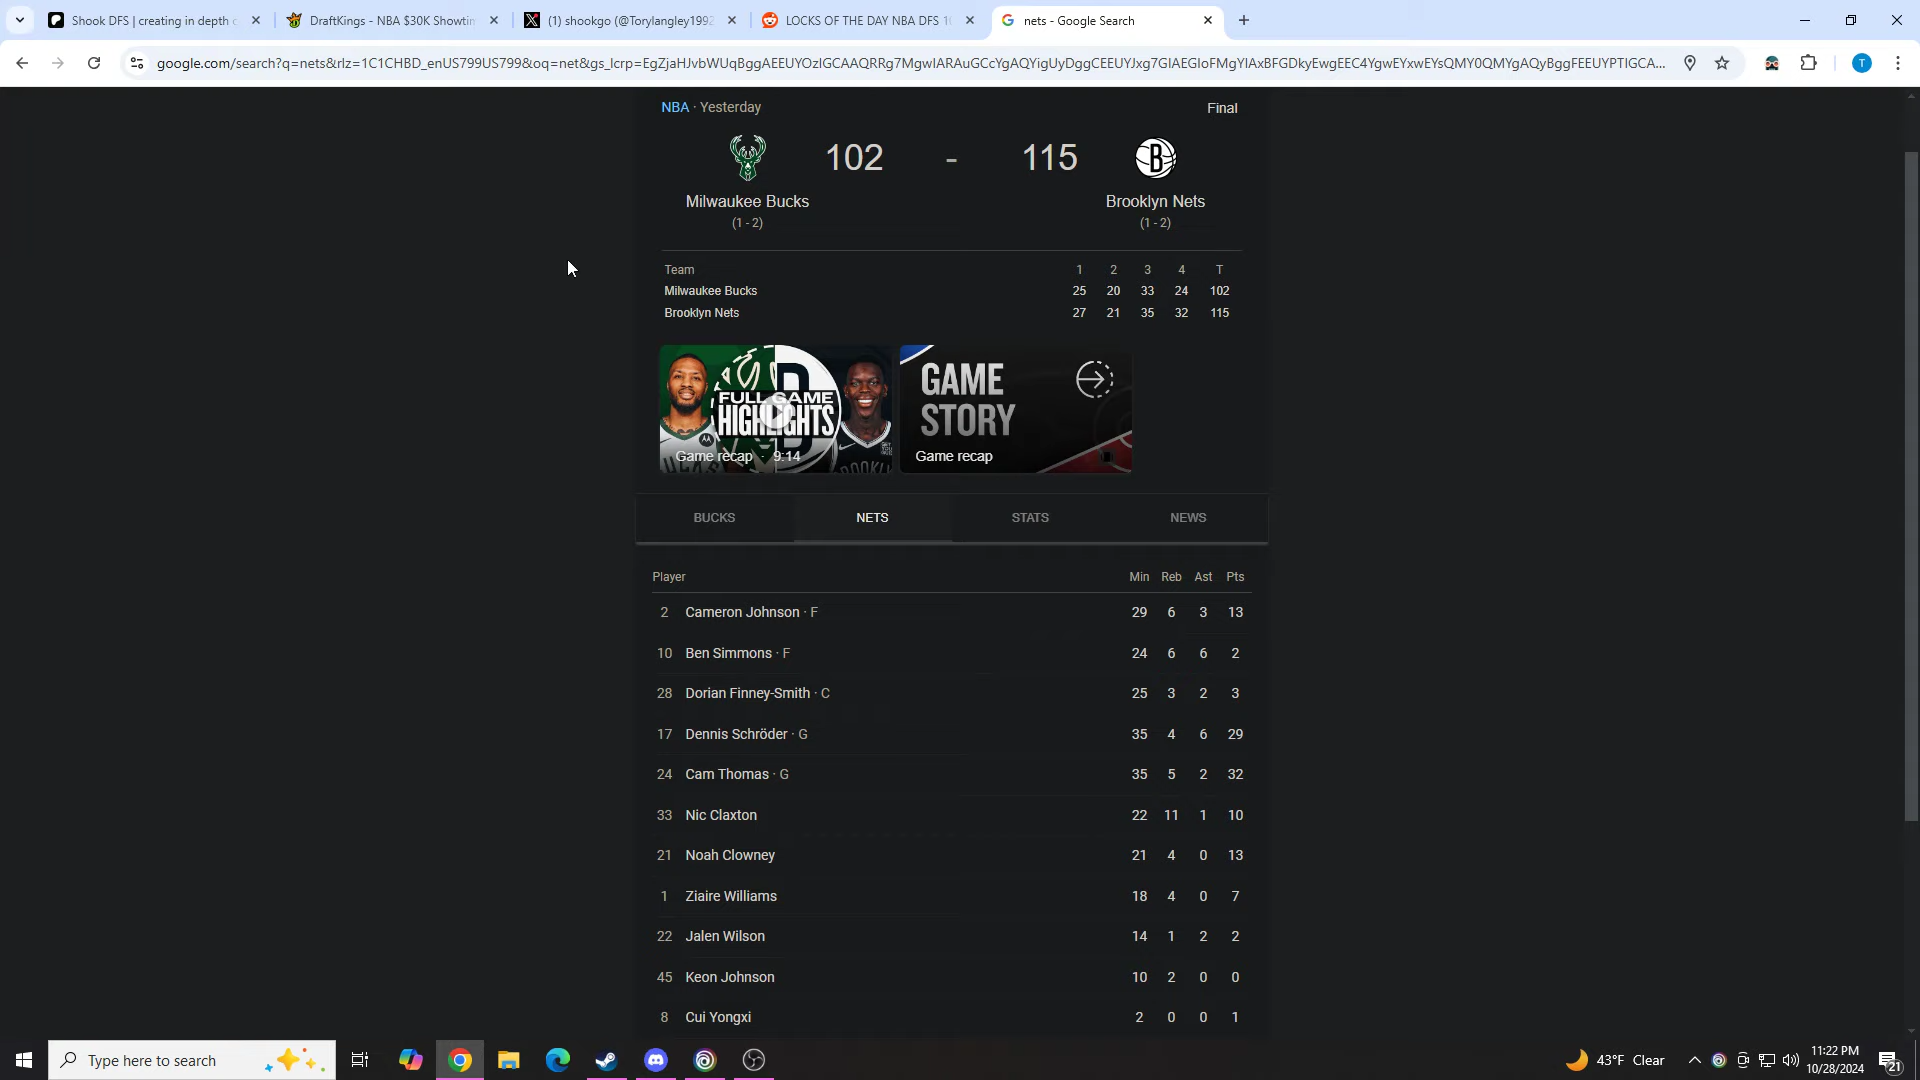 Shook DFS | creating in depth c
DraftKings - NBA $30K Showtim
(1) shookgo (@Torylangley1992
LOCKS OF THE DAY NBA DFS 1
nets - Google Search
google.com/search?q=nets&rlz=1C1CHBD_enUS799US799&oq=net&gs_lcrp=EgZjaHJvbWUqBggAEEUYOzIGCAAQRRg7MgwIARAuGCcYgAQYigUyDggCEEUYJxg7GIAEGIoFMgYIAxBFGDkyEwgEEC4YgwEYxwEYsQMY0QMYgAQyBggFEEUYPTIGCA...
T
NBA · Yesterday
Final
102 - 115
Milwaukee Bucks
(1 - 2)
Brooklyn Nets
(1 - 2)
Team 1 2 3 4 T
Milwaukee Bucks 25 20 33 24 102
Brooklyn Nets 27 21 35 32 115
FULL GAME
HIGHLIGHTS
Game recap · 9:14
GAME
STORY
Game recap
BUCKS NETS STATS NEWS
Player Min Reb Ast Pts
2 Cameron Johnson · F 29 6 3 13
10 Ben Simmons · F 24 6 6 2
28 Dorian Finney-Smith · C 25 3 2 3
17 Dennis Schröder · G 35 4 6 29
24 Cam Thomas · G 35 5 2 32
33 Nic Claxton 22 11 1 10
21 Noah Clowney 21 4 0 13
1 Ziaire Williams 18 4 0 7
22 Jalen Wilson 14 1 2 2
45 Keon Johnson 10 2 0 0
8 Cui Yongxi 2 0 0 1
Type here to search
43°F Clear
11:22 PM
10/28/2024
21